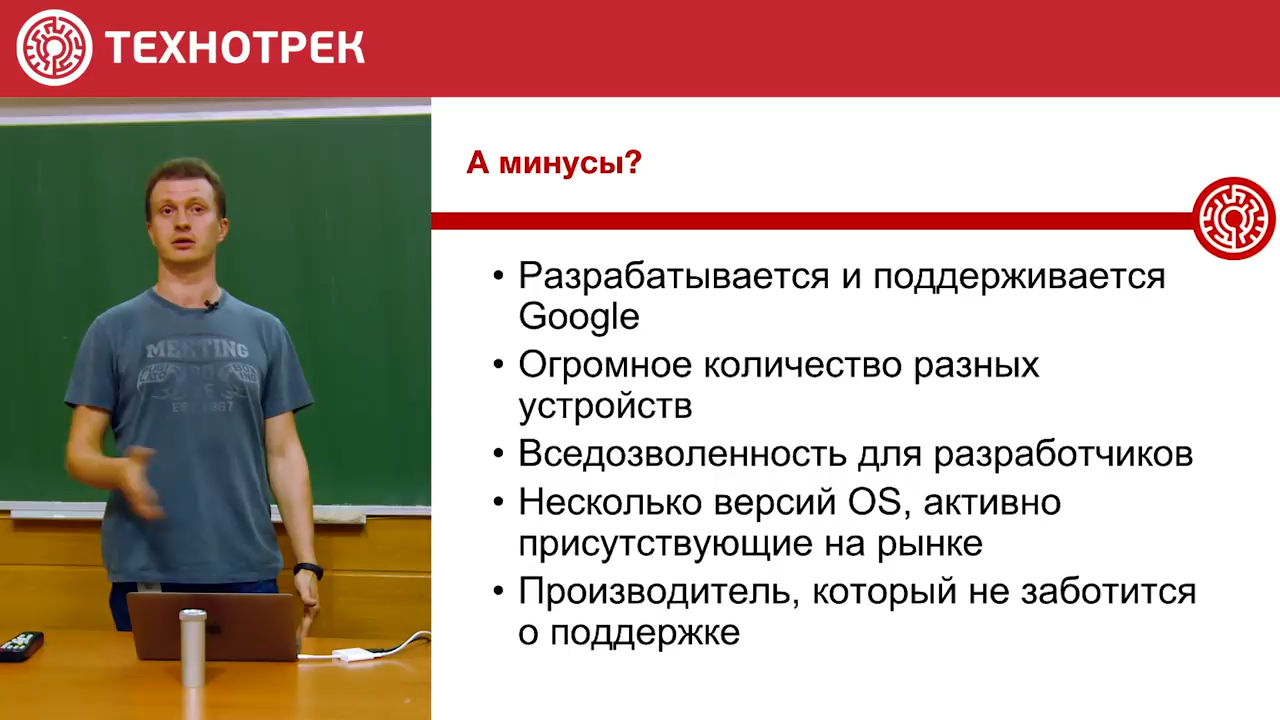 ТЕХНОТРЕК
А минусы?
• Разрабатывается и поддерживается
Google
• Огромное количество разных
устройств
• Вседозволенность для разработчиков
• Несколько версий OS, активно
присутствующие на рынке
• Производитель, который не заботится
о поддержке
MEETING